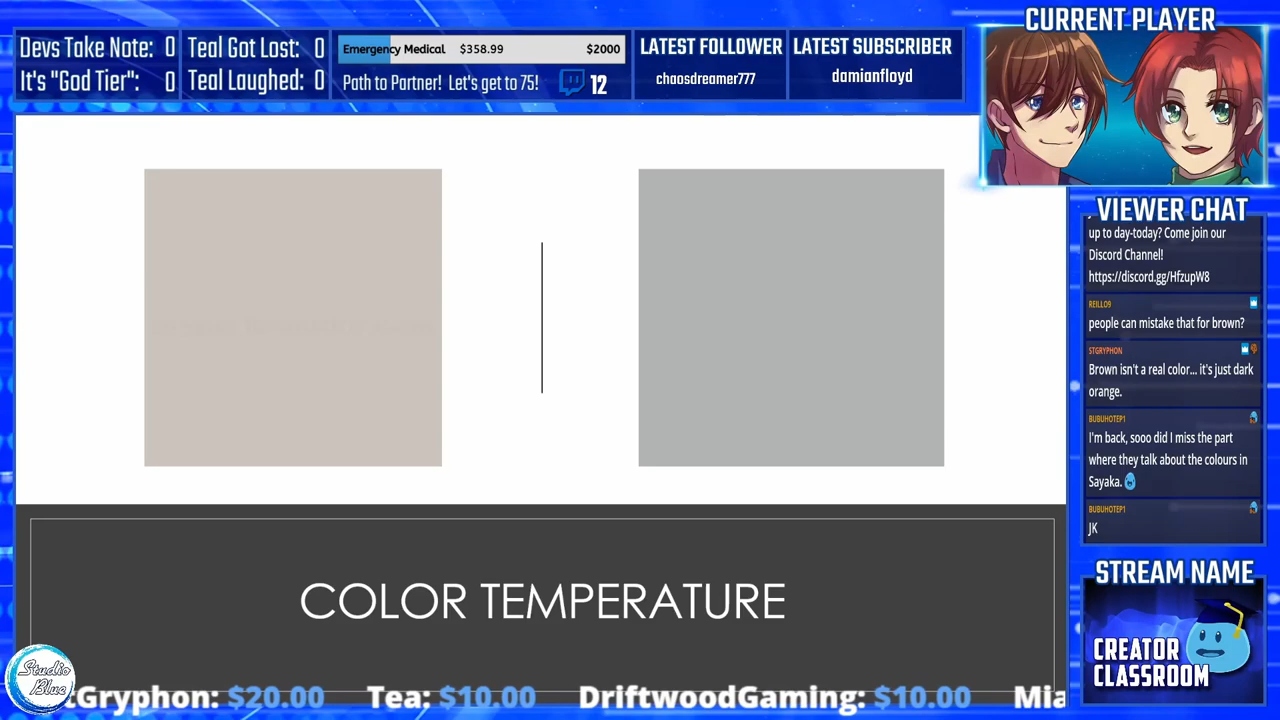 CURRENT PLAYER
Devs Take Note: 0
It's "God Tier": 0
Teal Got Lost: 0
Teal Laughed: 0
Emergency Medical $358.99 $2000
Path to Partner! Let's get to 75! 12
LATEST FOLLOWER
chaosdreamer777
LATEST SUBSCRIBER
damianfloyd
VIEWER CHAT
up to day-today? Come join our
Discord Channel!
https://discord.gg/HfzupW8
REILLO9
people can mistake that for brown?
STGRYPHON
Brown isn't a real color... it's just dark
orange.
BUBUHOTEP1
I'm back, sooo did I miss the part
where they talk about the colours in
Sayaka.
BUBUHOTEP1
JK
COLOR TEMPERATURE
STREAM NAME
CREATOR
CLASSROOM
Studio
Blue
tGryphon: $20.00 Tea: $10.00 DriftwoodGaming: $10.00 Mia